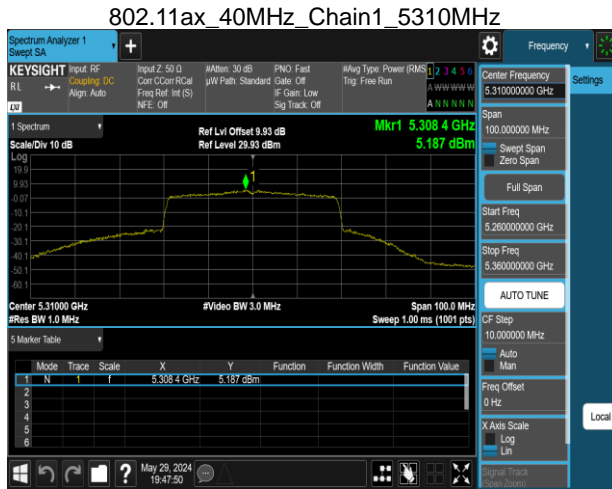 802.11ax_40MHz_Chain1_5310MHz
Spectrum Analyzer 1
Swept SA
Frequency
KEYSIGHT
RL
LXI
Input: RF
Coupling: DC
Align: Auto
Input Z: 50 Ω
Corr CCorr RCal
Freq Ref: Int (S)
NFE: Off
#Atten: 30 dB
µW Path: Standard
PNO: Fast
Gate: Off
IF Gain: Low
Sig Track: Off
#Avg Type: Power (RMS)
Trig: Free Run
1 2 3 4 5 6
A WW W W W
A N N N N N
Center Frequency
5.310000000 GHz
Settings
Span
100.000000 MHz
Swept Span
Zero Span
Full Span
Start Freq
5.260000000 GHz
Stop Freq
5.360000000 GHz
AUTO TUNE
CF Step
10.000000 MHz
Auto
Man
Freq Offset
0 Hz
Local
X Axis Scale
Log
Lin
Signal Track
(Span Zoom)
1 Spectrum
Scale/Div 10 dB
Ref Lvl Offset 9.93 dB
Ref Level 29.93 dBm
Mkr1 5.308 4 GHz
5.187 dBm
Log
19.9
9.93
-0.07
-10.1
-20.1
-30.1
-40.1
-50.1
-60.1
1
Center 5.31000 GHz
#Video BW 3.0 MHz
Span 100.0 MHz
#Res BW 1.0 MHz
Sweep 1.00 ms (1001 pts)
5 Marker Table
Mode Trace Scale X Y Function Function Width Function Value
1 N 1 f 5.308 4 GHz 5.187 dBm
2
3
4
5
6
?
May 29, 2024
19:47:50